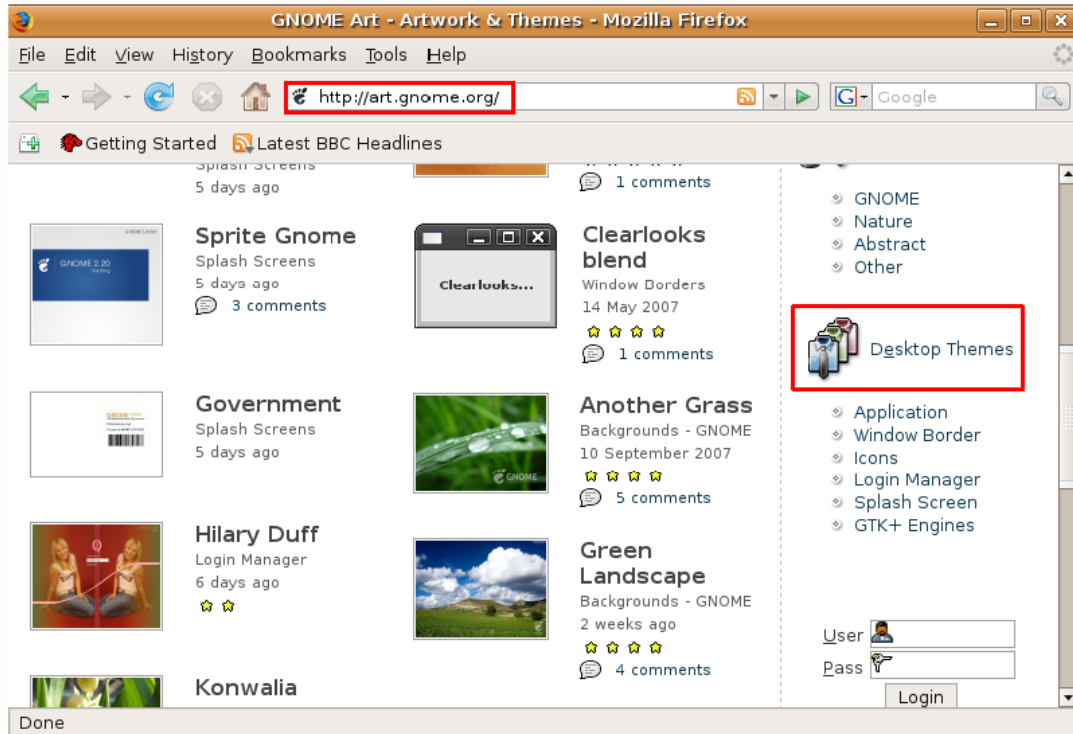 GNOME Art - Artwork & Themes - Mozilla Firefox
File Edit View History Bookmarks Tools Help
http://art.gnome.org/
G Google
Getting Started Latest BBC Headlines
Splash Screens
5 days ago
1 comments
Sprite Gnome
Splash Screens
5 days ago
3 comments
GNOME 2.20
Clearlooks...
Clearlooks
blend
Window Borders
14 May 2007
1 comments
Government
Splash Screens
5 days ago
Another Grass
Backgrounds - GNOME
10 September 2007
5 comments
GNOME
Hilary Duff
Login Manager
6 days ago
Green
Landscape
Backgrounds - GNOME
2 weeks ago
4 comments
Konwalia
GNOME
Nature
Abstract
Other
Desktop Themes
Application
Window Border
Icons
Login Manager
Splash Screen
GTK+ Engines
User
Pass
Login
Done